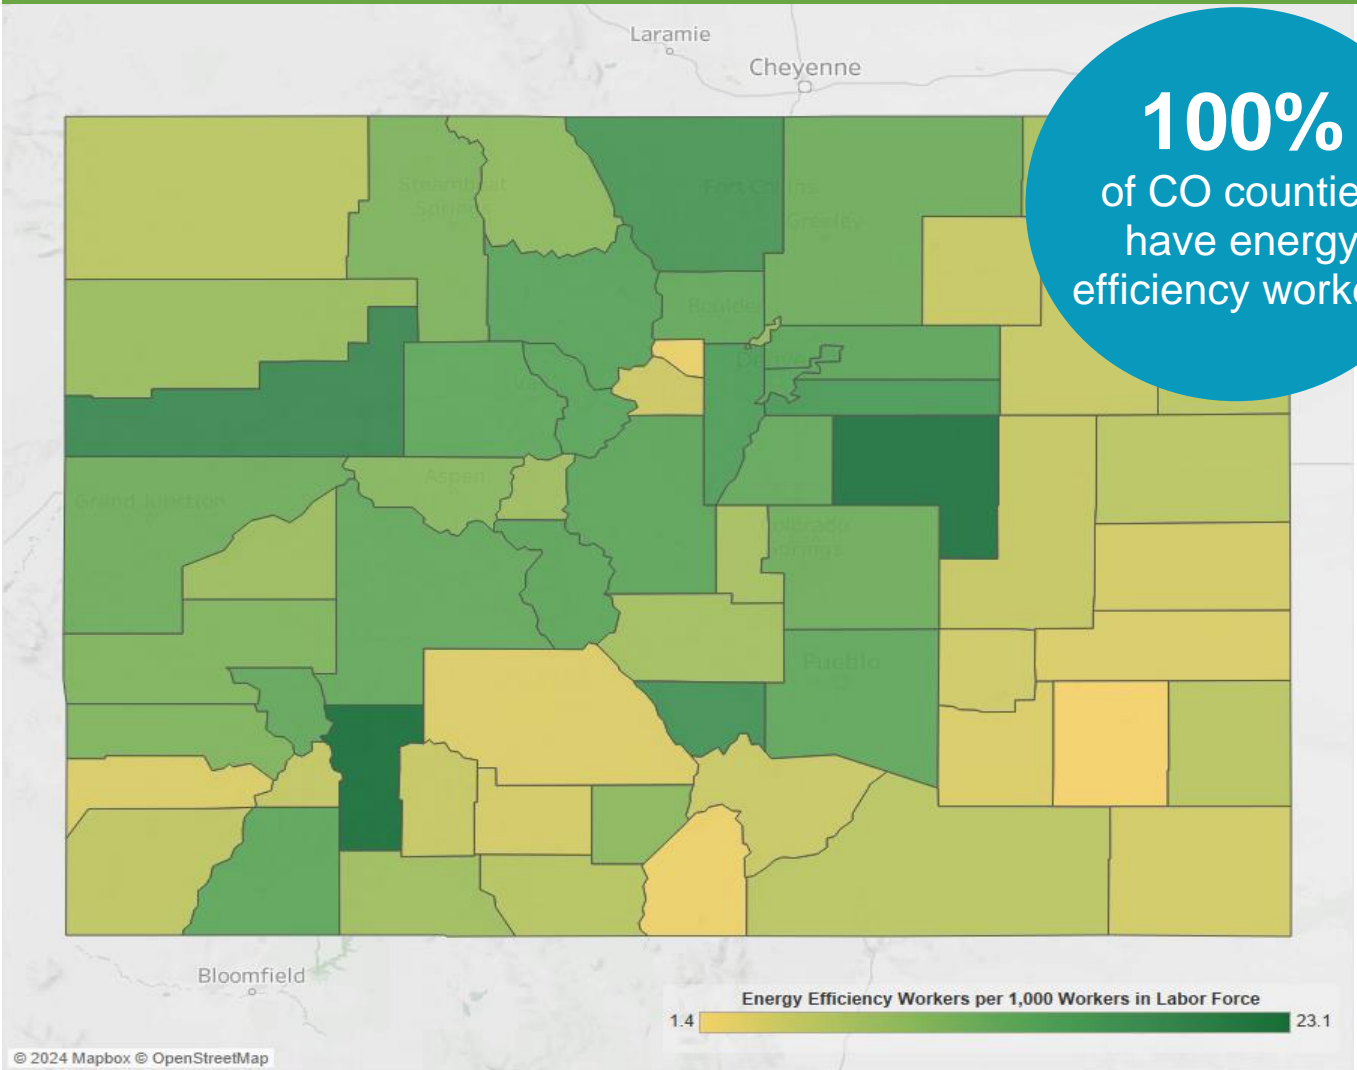 Laramie
Cheyenne
100%
of CO countie
have energy
efficiency work
Steamboat
Springs
Fort Collins
Greeley
Boulder
Denve
Aspen
Grand Junction
Colorado
Springs
Pueblo
Bloomfield
Energy Efficiency Workers per 1,000 Workers in Labor Force
1.4
23.1
© 2024 Mapbox © OpenStreetMap